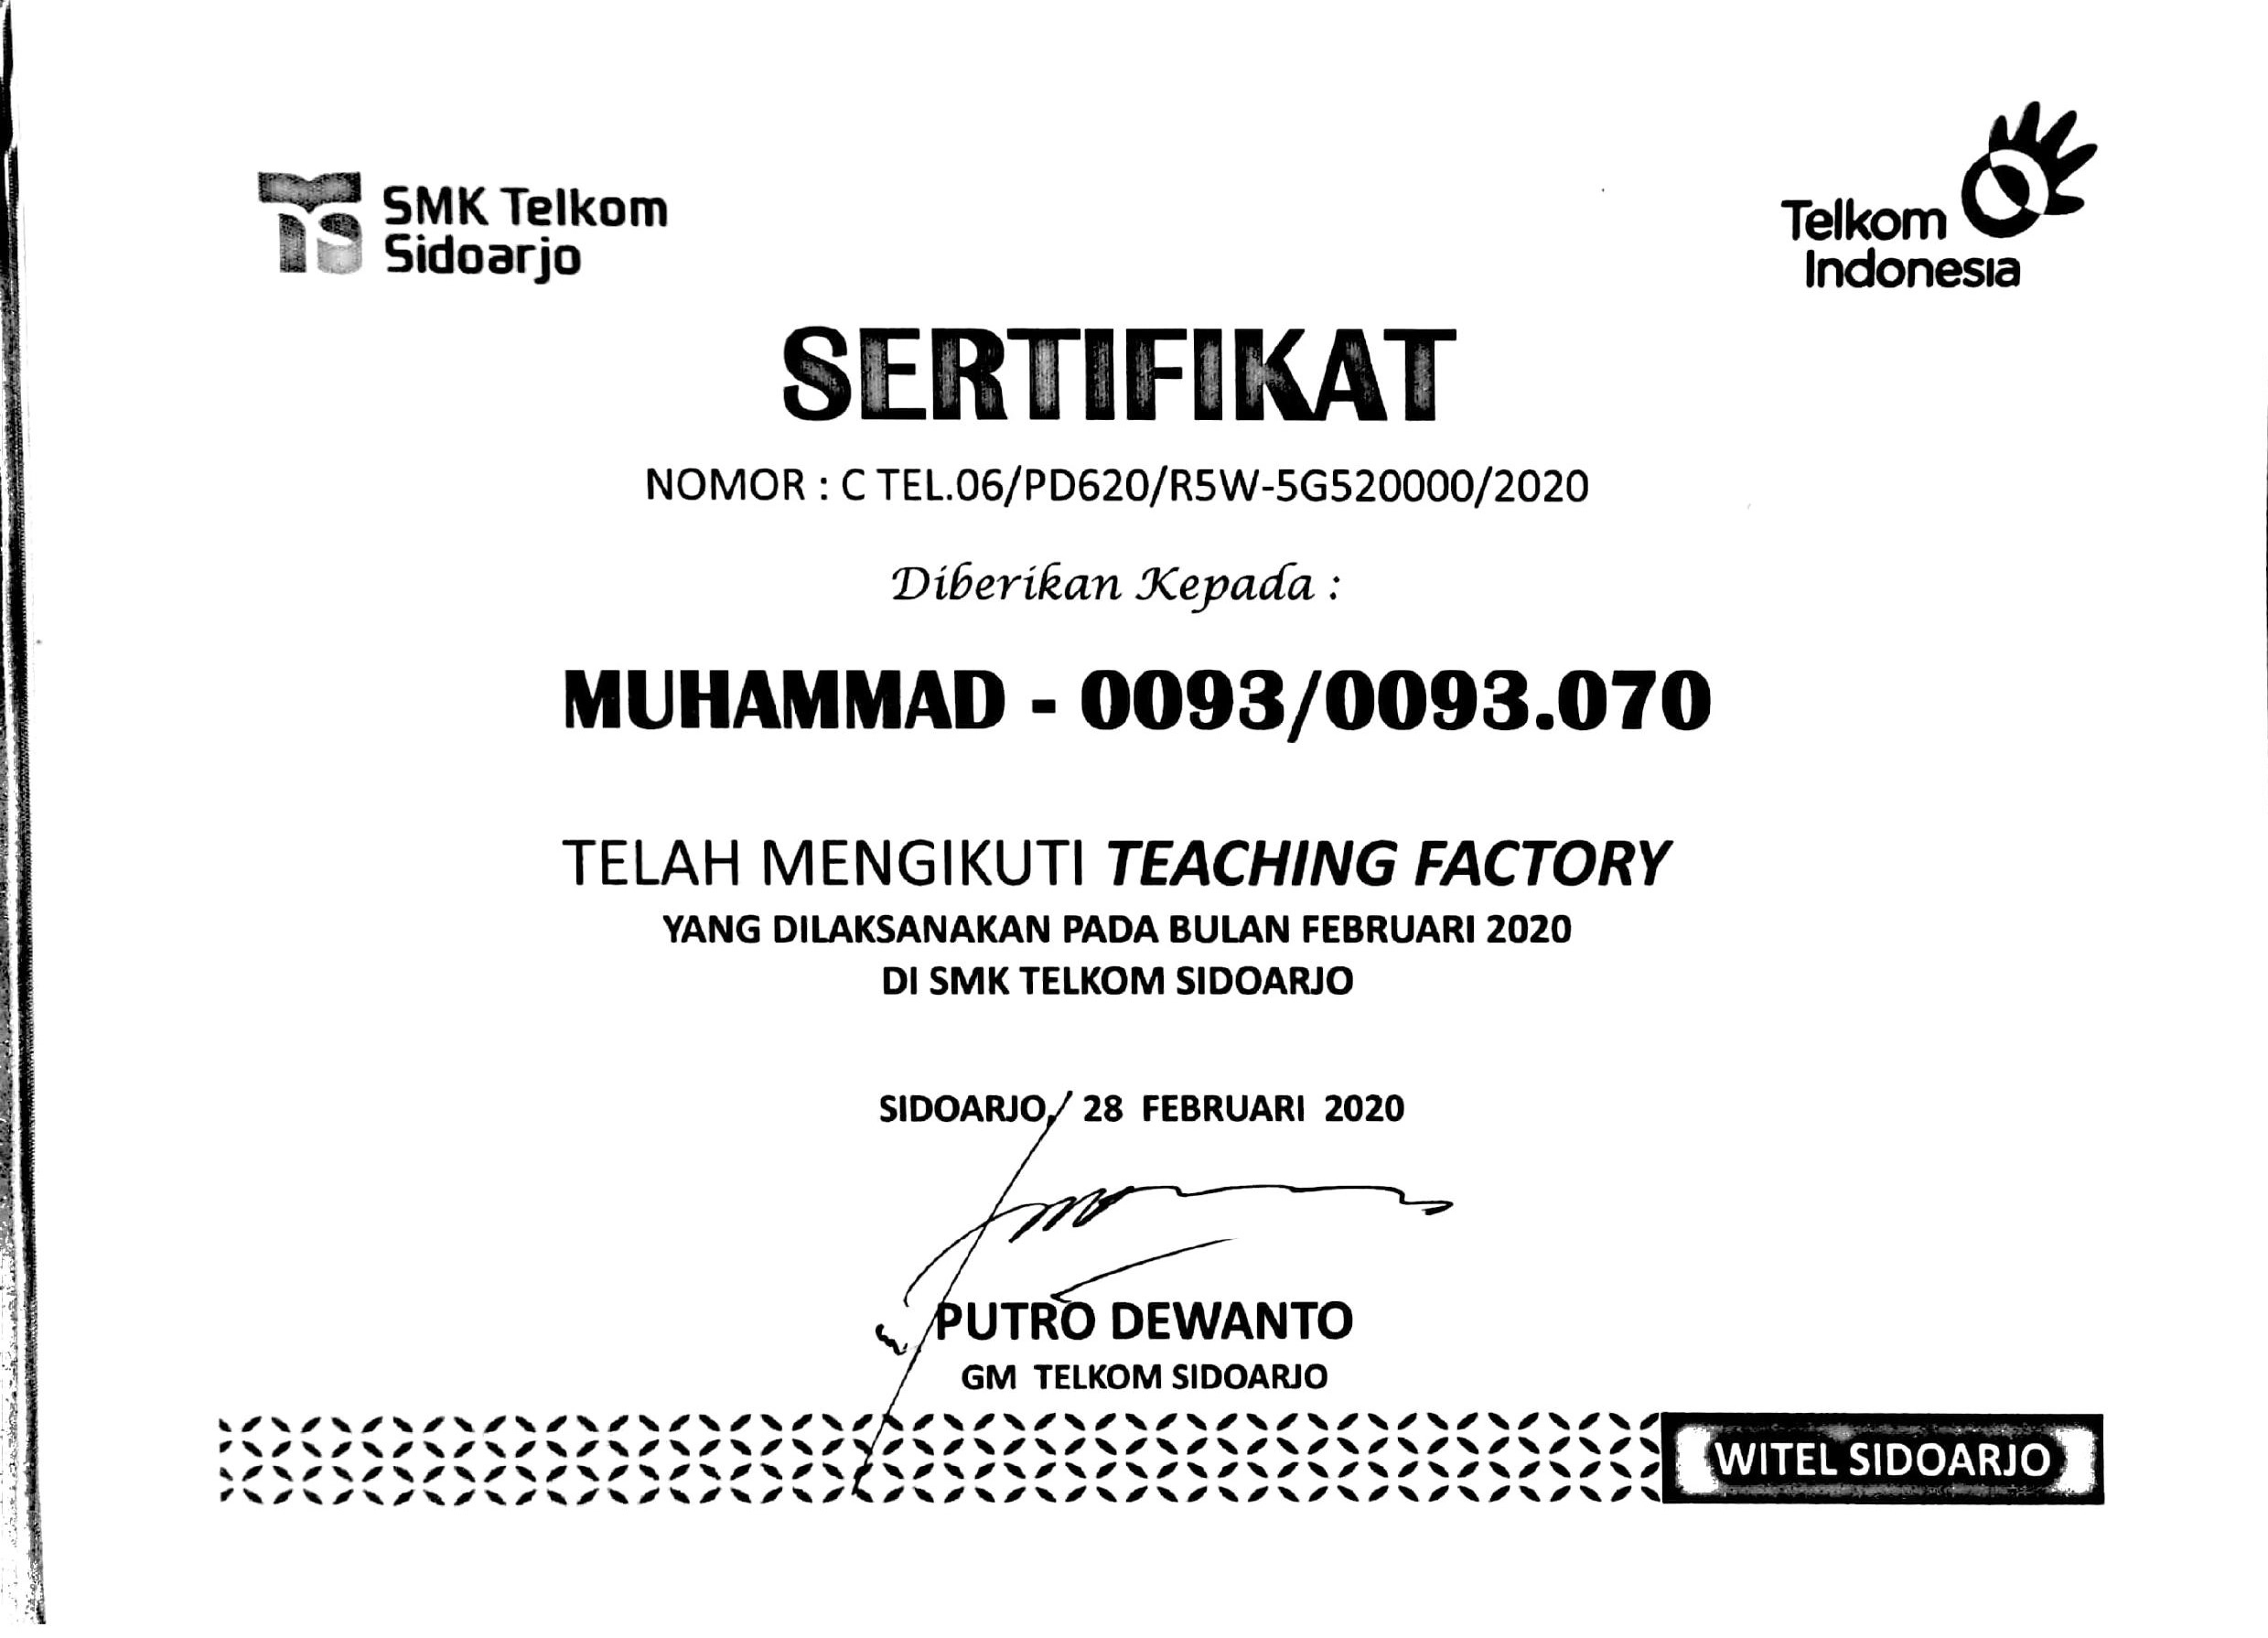 SMK Telkom
Sidoarjo
Telkom
Indonesia
SERTIFIKAT
NOMOR : C TEL.06/PD620/R5W-5G520000/2020
Diberikan Kepada :
MUHAMMAD - 0093/0093.070
TELAH MENGIKUTI TEACHING FACTORY
YANG DILAKSANAKAN PADA BULAN FEBRUARI 2020
DI SMK TELKOM SIDOARJO
SIDOARJO, 28 FEBRUARI 2020
PUTRO DEWANTO
GM TELKOM SIDOARJO
WITEL SIDOARJO